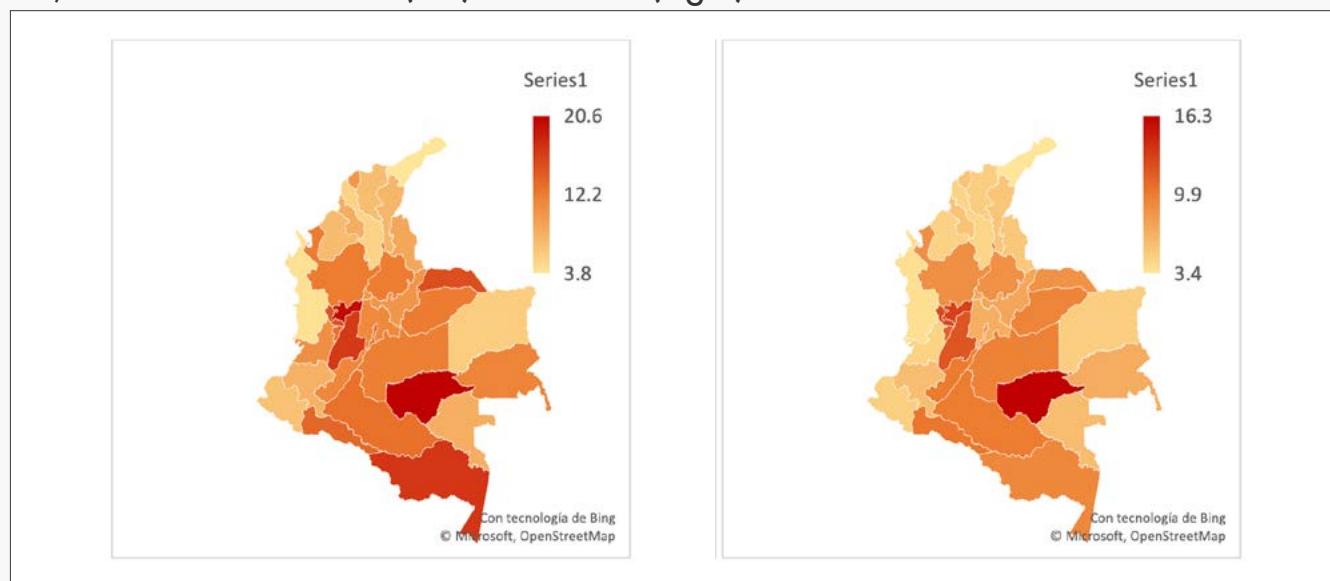 Series1
20.6
12.2
3.8
Con tecnología de Bing
© Microsoft, OpenStreetMap
Series1
16.3
9.9
3.4
Con tecnología de Bing
© Microsoft, OpenStreetMap